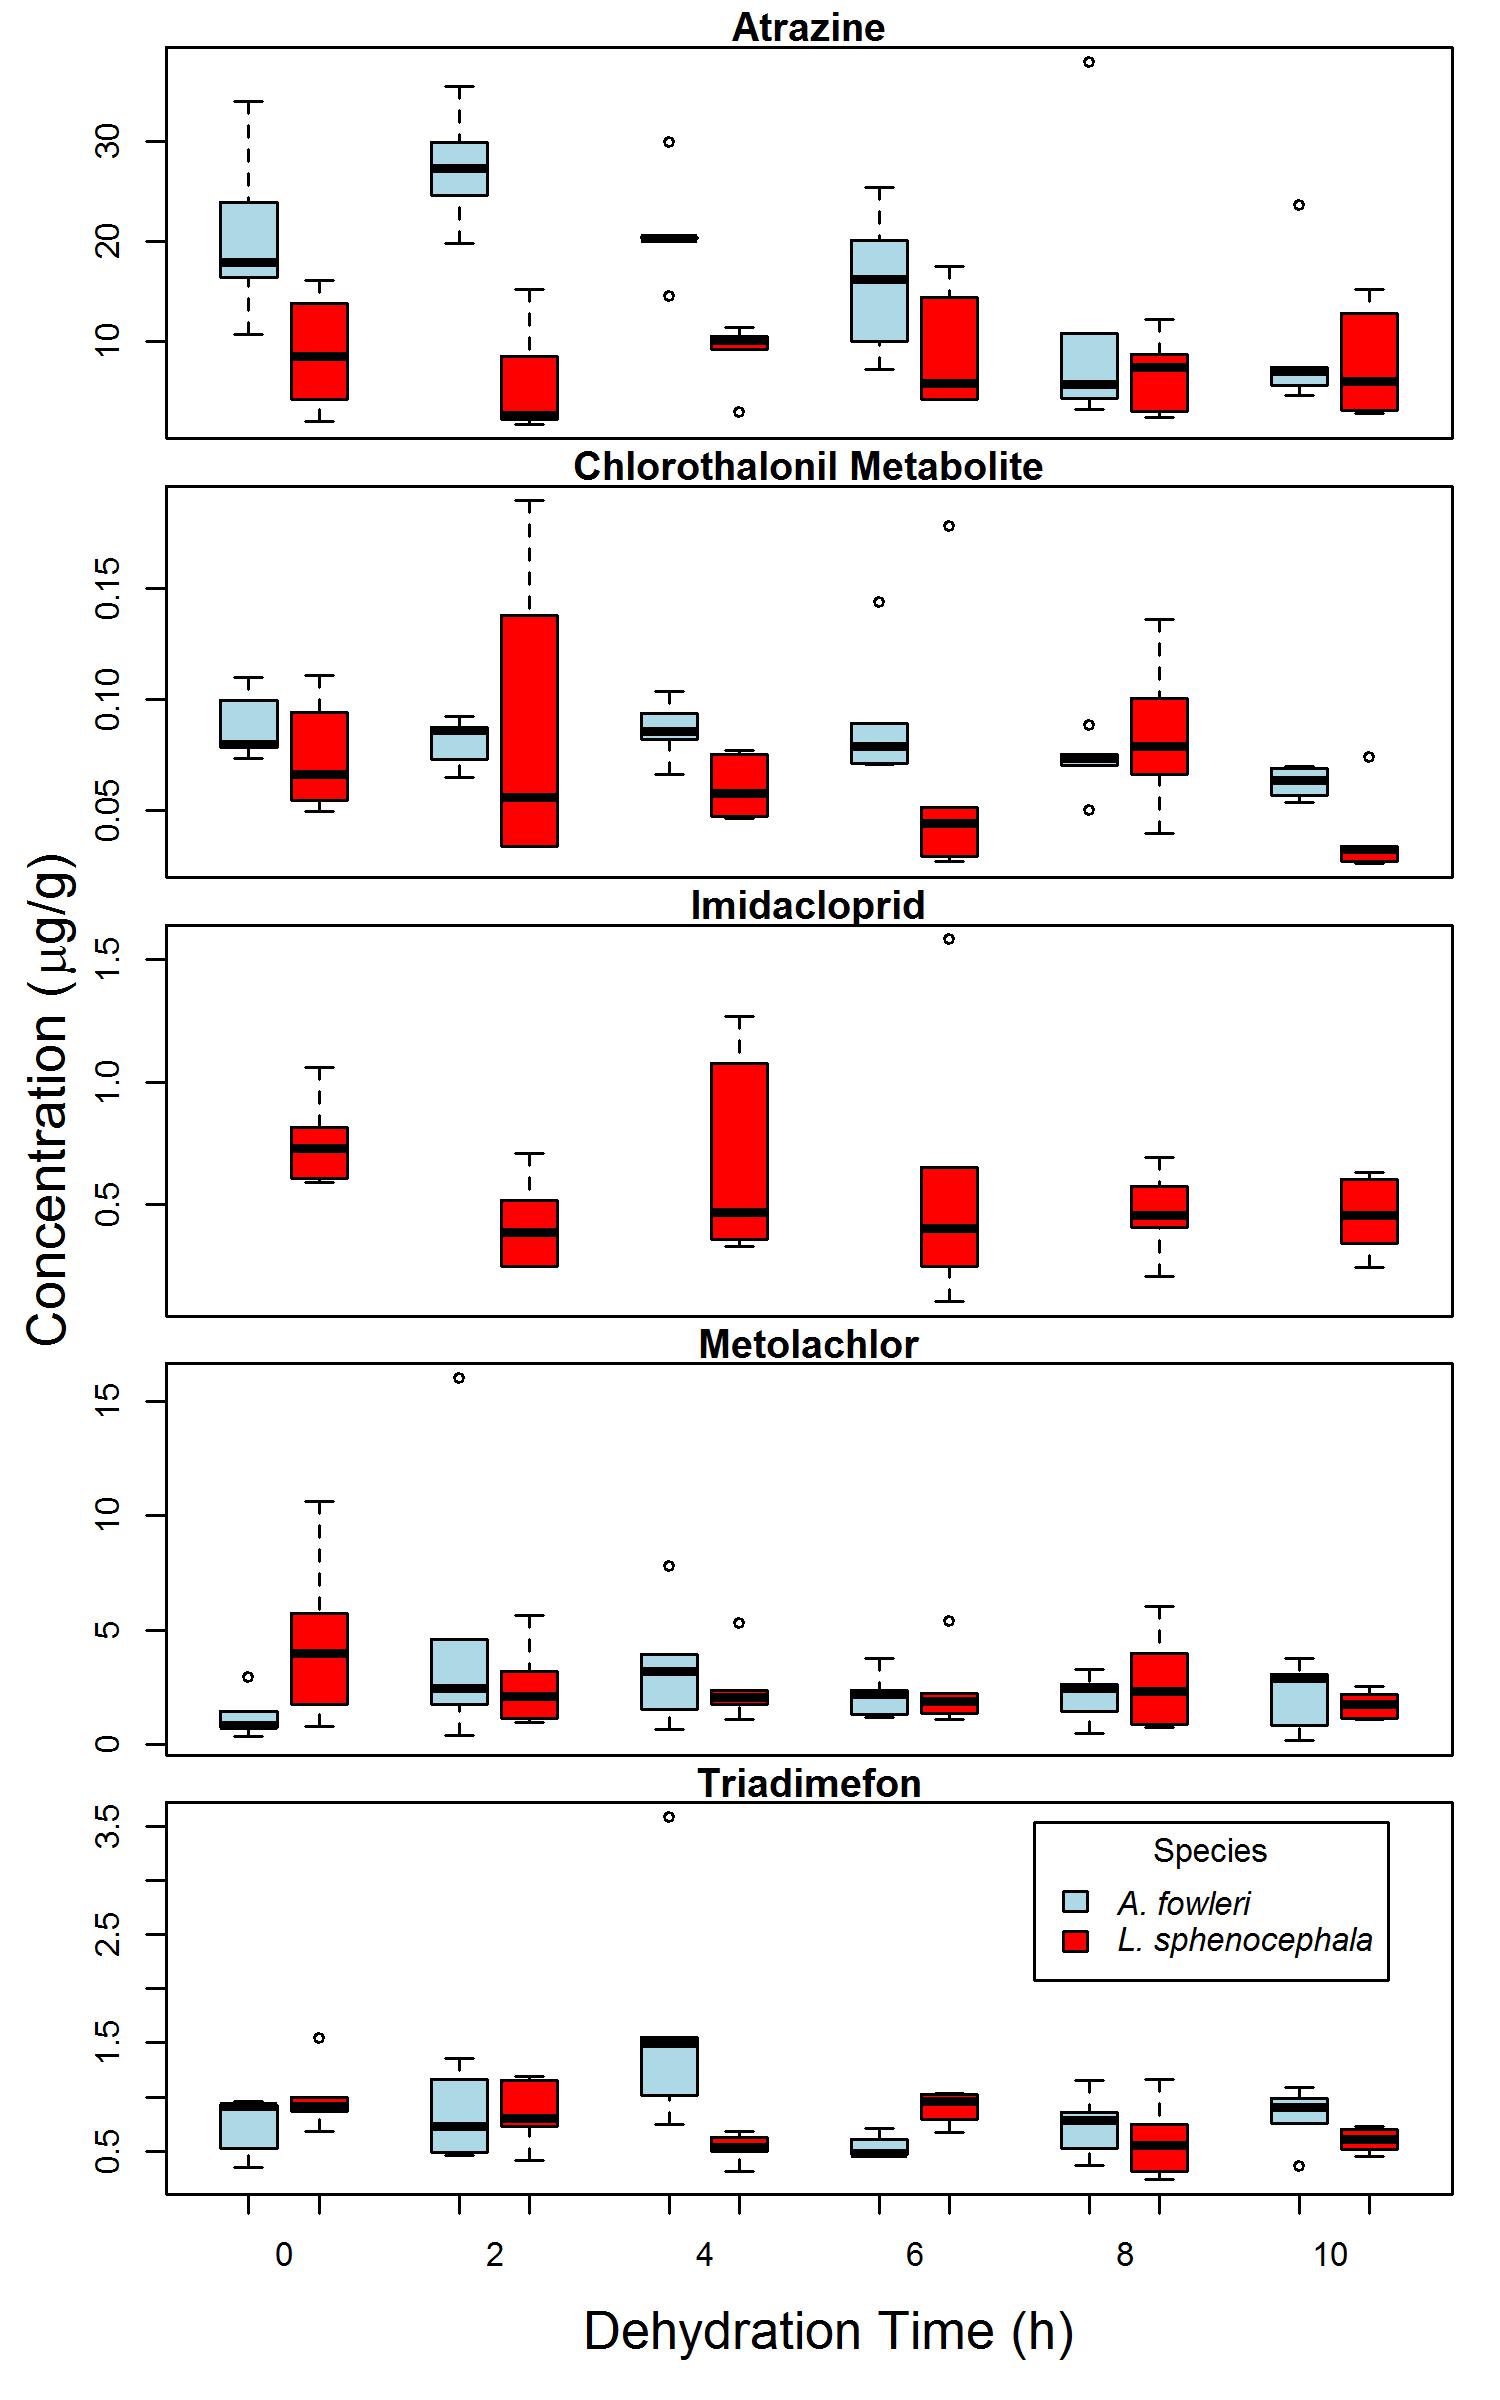 Atrazine
30
20
10
Chlorothalonil Metabolite
0.15
0.10
0.05
Imidacloprid
1.5
1.0
0.5
Concentration (µg/g)
Metolachlor
15
10
5
0
Triadimefon
3.5
2.5
1.5
0.5
Species
A. fowleri
L. sphenocephala
0 2 4 6 8 10
Dehydration Time (h)